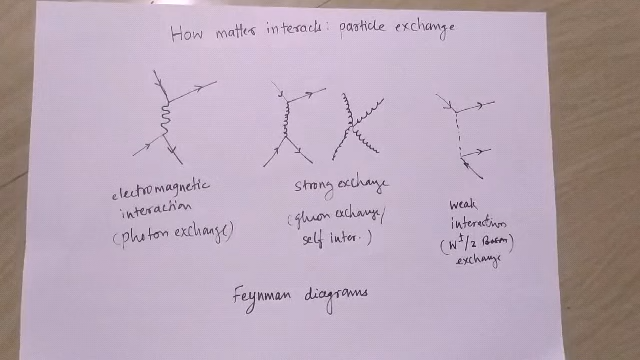 How matter interacts: particle exchange
electromagnetic
interaction
(photon exchange)
strong exchange
(gluon exchange/
self inter.)
weak
interaction
(W±/Z Boson)
exchange
Feynman diagrams